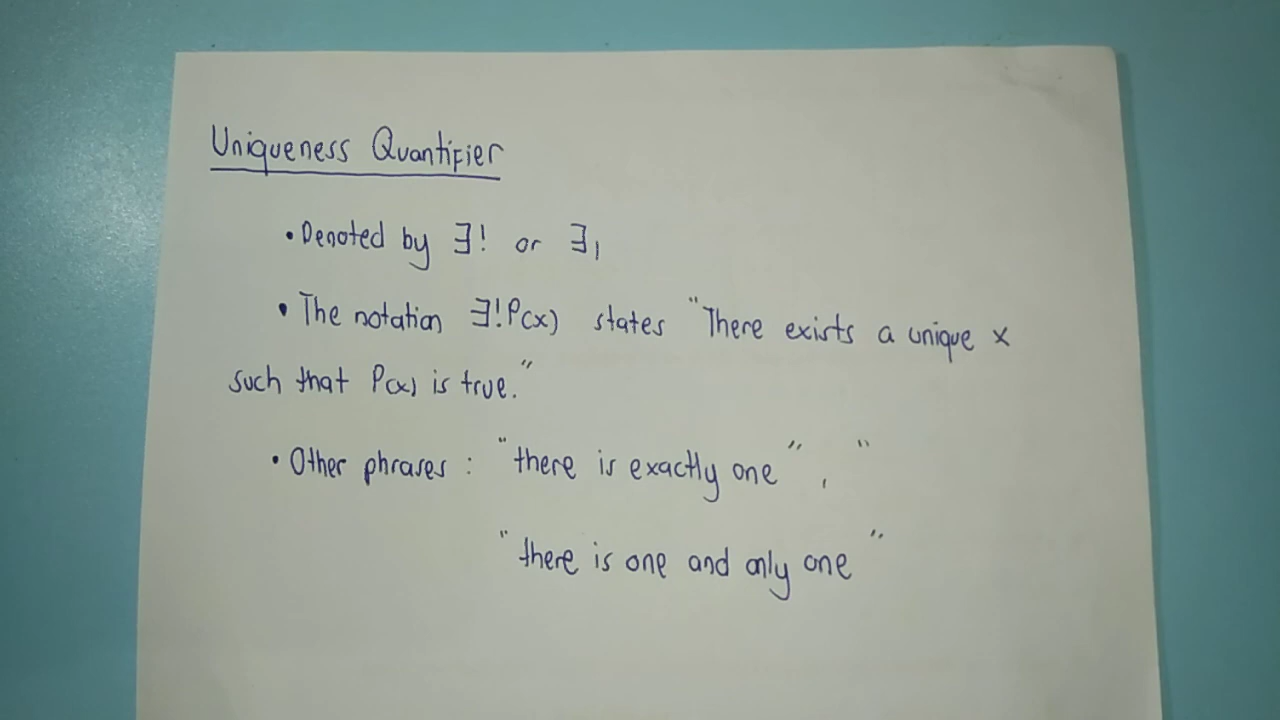 Uniqueness Quantifier
• Denoted by ∃! or ∃₁
• The notation ∃!P(x) states "There exists a unique x
such that P(x) is true."
• Other phrases : "there is exactly one" , "
"there is one and only one"